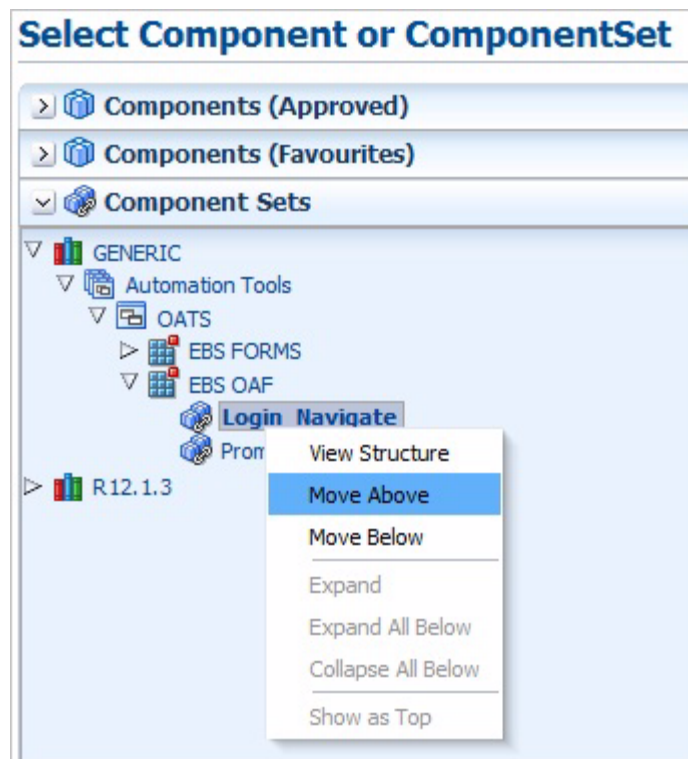 Select Component or ComponentSet
Components (Approved)
Components (Favourites)
Component Sets
GENERIC
Automation Tools
OATS
EBS FORMS
EBS OAF
Login_Navigate
Prom
View Structure
R12.1.3
Move Above
Move Below
Expand
Expand All Below
Collapse All Below
Show as Top